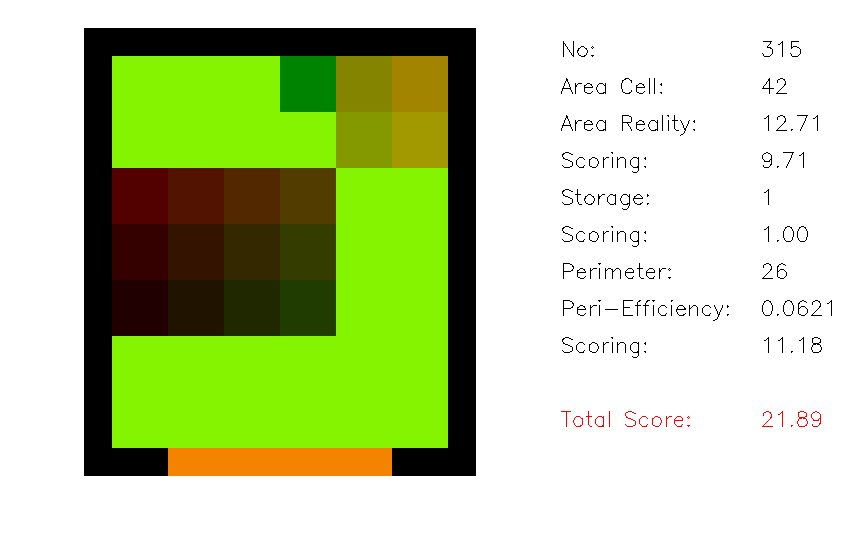 No: 315
Area Cell: 42
Area Reality: 12.71
Scoring: 9.71
Storage: 1
Scoring: 1.00
Perimeter: 26
Peri-Efficiency: 0.0621
Scoring: 11.18
Total Score: 21.89